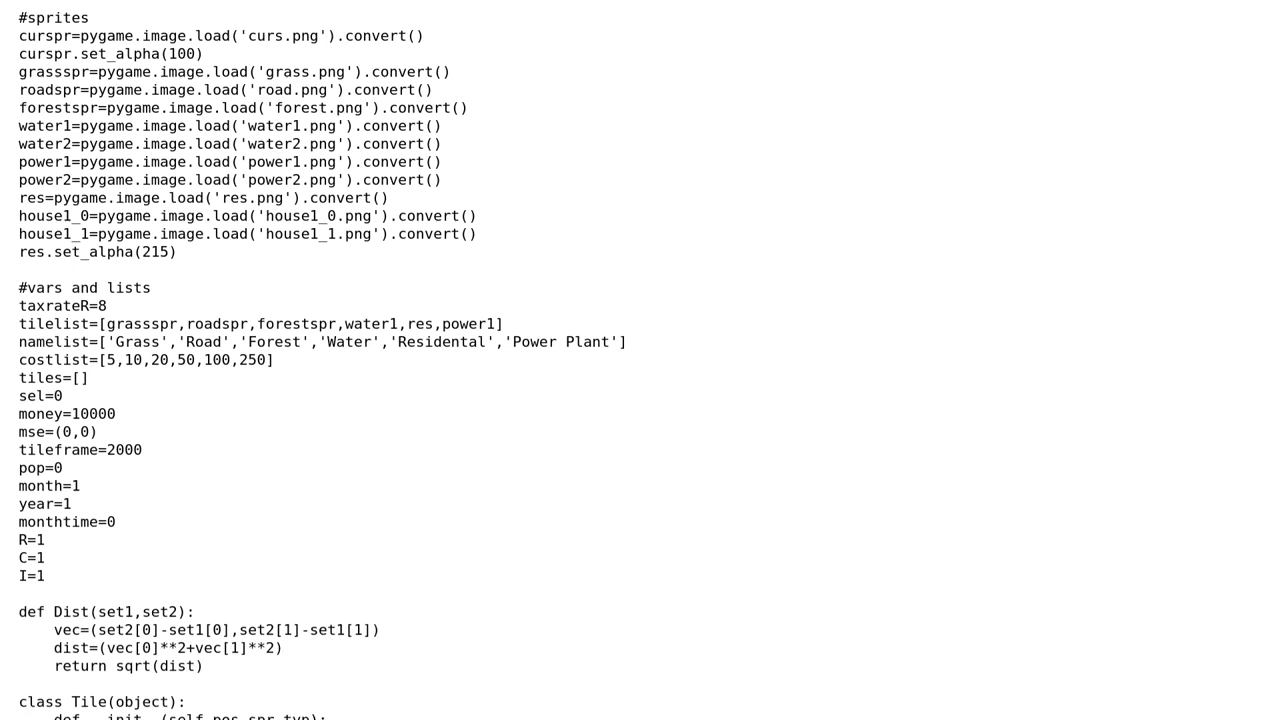 #sprites
curspr=pygame.image.load('curs.png').convert()
curspr.set_alpha(100)
grassspr=pygame.image.load('grass.png').convert()
roadspr=pygame.image.load('road.png').convert()
forestspr=pygame.image.load('forest.png').convert()
water1=pygame.image.load('water1.png').convert()
water2=pygame.image.load('water2.png').convert()
power1=pygame.image.load('power1.png').convert()
power2=pygame.image.load('power2.png').convert()
res=pygame.image.load('res.png').convert()
house1_0=pygame.image.load('house1_0.png').convert()
house1_1=pygame.image.load('house1_1.png').convert()
res.set_alpha(215)

#vars and lists
taxrateR=8
tilelist=[grassspr,roadspr,forestspr,water1,res,power1]
namelist=['Grass','Road','Forest','Water','Residental','Power Plant']
costlist=[5,10,20,50,100,250]
tiles=[]
sel=0
money=10000
mse=(0,0)
tileframe=2000
pop=0
month=1
year=1
monthtime=0
R=1
C=1
I=1

def Dist(set1,set2):
    vec=(set2[0]-set1[0],set2[1]-set1[1])
    dist=(vec[0]**2+vec[1]**2)
    return sqrt(dist)

class Tile(object):
    def __init__(self,pos,spr,typ):